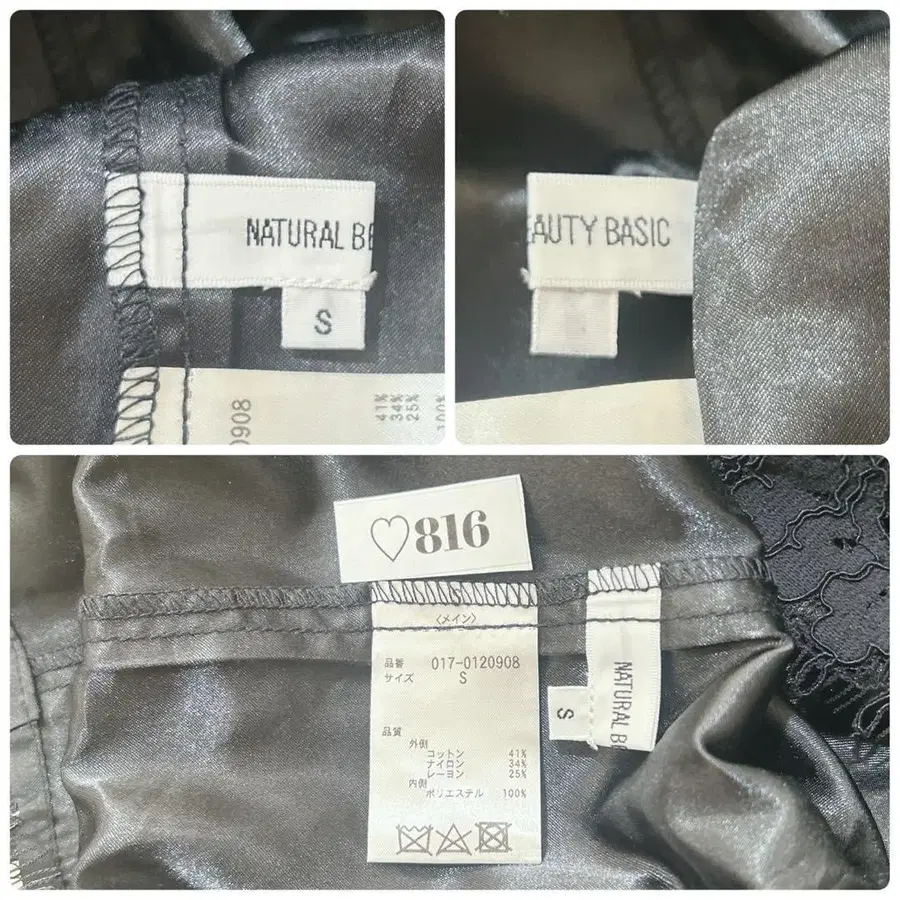 NATURAL BE
S
0908
41%
34%
25%
100%
EAUTY BASIC
♡816
〈メイン〉
品番 017-0120908
サイズ S
品質
外側
コットン 41%
ナイロン 34%
レーヨン 25%
内側
ポリエステル 100%
NATURAL BE
S